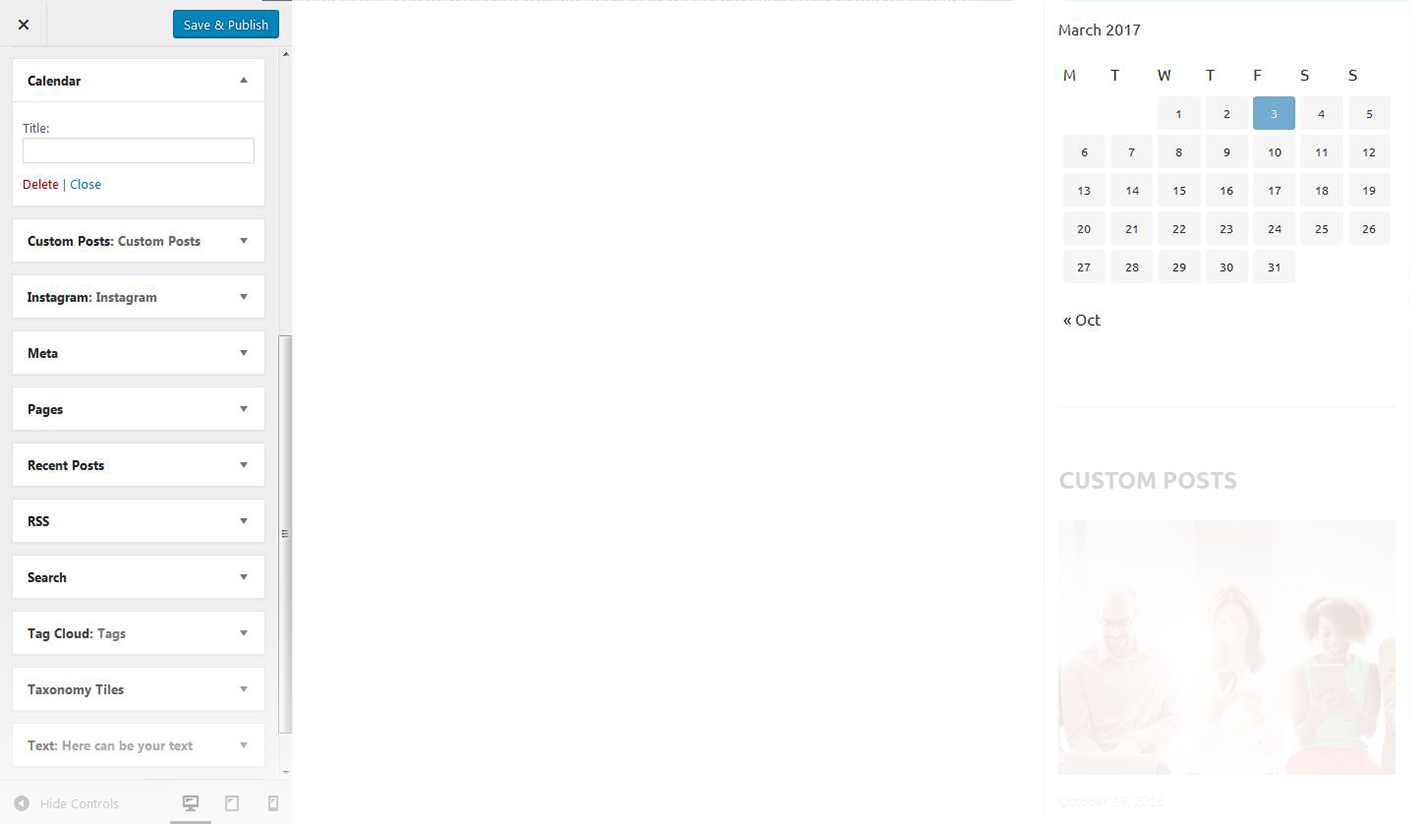 Save & Publish
Calendar
Title:
Delete | Close
Custom Posts: Custom Posts
Instagram: Instagram
Meta
Pages
Recent Posts
RSS
Search
Tag Cloud: Tags
Taxonomy Tiles
Text: Here can be your text
Hide Controls
March 2017
M T W T F S S
1 2 3 4 5
6 7 8 9 10 11 12
13 14 15 16 17 18 19
20 21 22 23 24 25 26
27 28 29 30 31
« Oct
CUSTOM POSTS
October 19, 2016